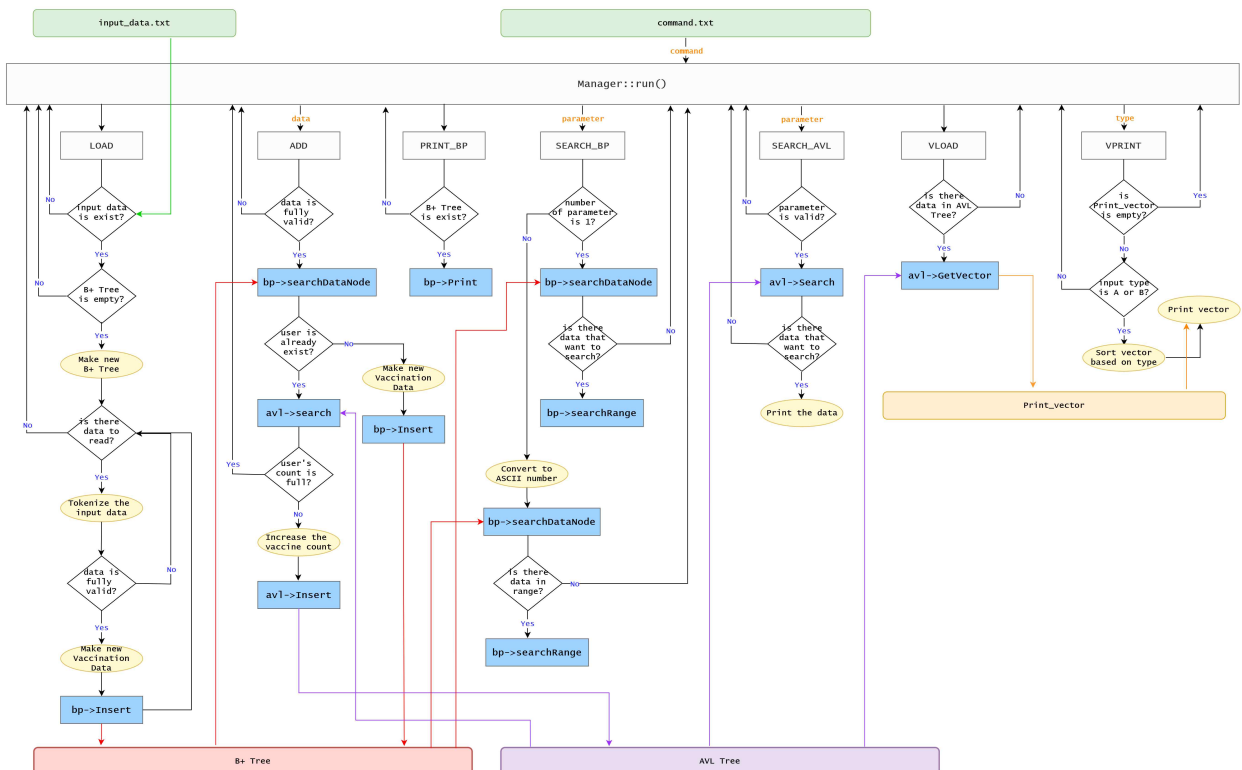 input_data.txt
command.txt
command
Manager::run()
LOAD
No
input data
is exist?
Yes
No
B+ Tree
is empty?
Yes
Make new
B+ Tree
No
is there
data to
read?
Yes
Tokenize the
input data
data is
fully
valid?
No
Yes
Make new
Vaccination
Data
bp->Insert
data
ADD
No
data is
fully
valid?
Yes
bp->searchDataNode
user is
already
exist?
No
Make new
Vaccination
Data
bp->Insert
Yes
avl->search
Yes
user's
count is
full?
No
Increase the
vaccine count
avl->Insert
PRINT_BP
No
B+ Tree
is exist?
Yes
bp->Print
parameter
SEARCH_BP
number
of parameter
is 1?
No
Yes
bp->searchDataNode
is there
data that
want to
search?
No
Yes
bp->searchRange
Convert to
ASCII number
bp->searchDataNode
is there
data in
range?
No
Yes
bp->searchRange
parameter
SEARCH_AVL
No
parameter
is valid?
Yes
avl->Search
No
is there
data that
want to
search?
Yes
Print the data
VLOAD
is there
data in AVL
Tree?
No
Yes
avl->GetVector
type
VPRINT
is
Print_vector
is empty?
Yes
No
No
input type
is A or B?
Yes
Sort vector
based on type
Print vector
Print_vector
B+ Tree
AVL Tree